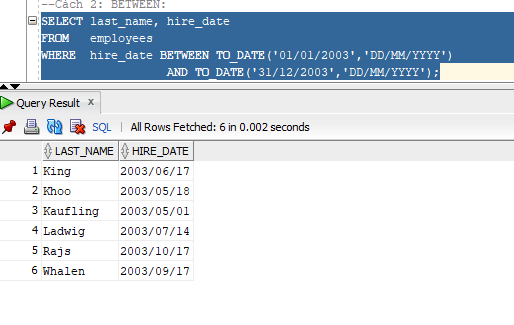 --Cách 2: BETWEEN:
SELECT last_name, hire_date
FROM employees
WHERE hire_date BETWEEN TO_DATE('01/01/2003','DD/MM/YYYY')
AND TO_DATE('31/12/2003','DD/MM/YYYY');
Query Result x
SQL | All Rows Fetched: 6 in 0.002 seconds
LAST_NAME HIRE_DATE
1 King 2003/06/17
2 Khoo 2003/05/18
3 Kaufling 2003/05/01
4 Ladwig 2003/07/14
5 Rajs 2003/10/17
6 Whalen 2003/09/17